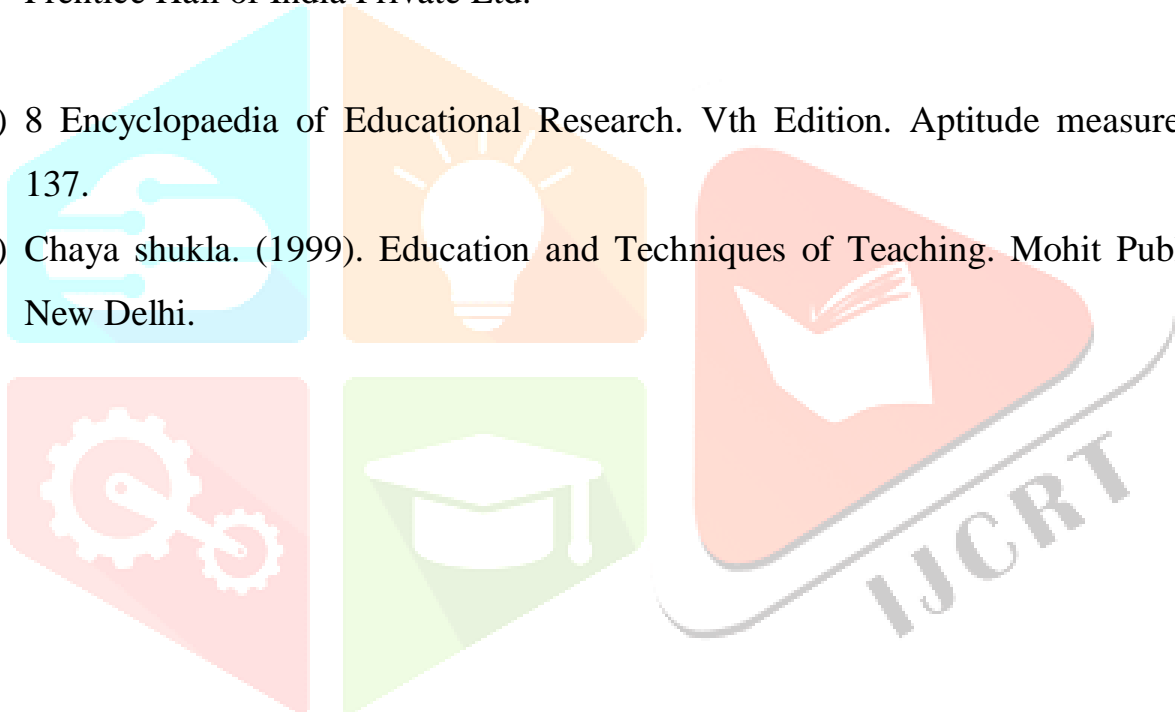 Prentice Hall of India Private Ltd.
) 8 Encyclopaedia of Educational Research. Vth Edition. Aptitude measure
137.
) Chaya shukla. (1999). Education and Techniques of Teaching. Mohit Pub
New Delhi.
IJCRT